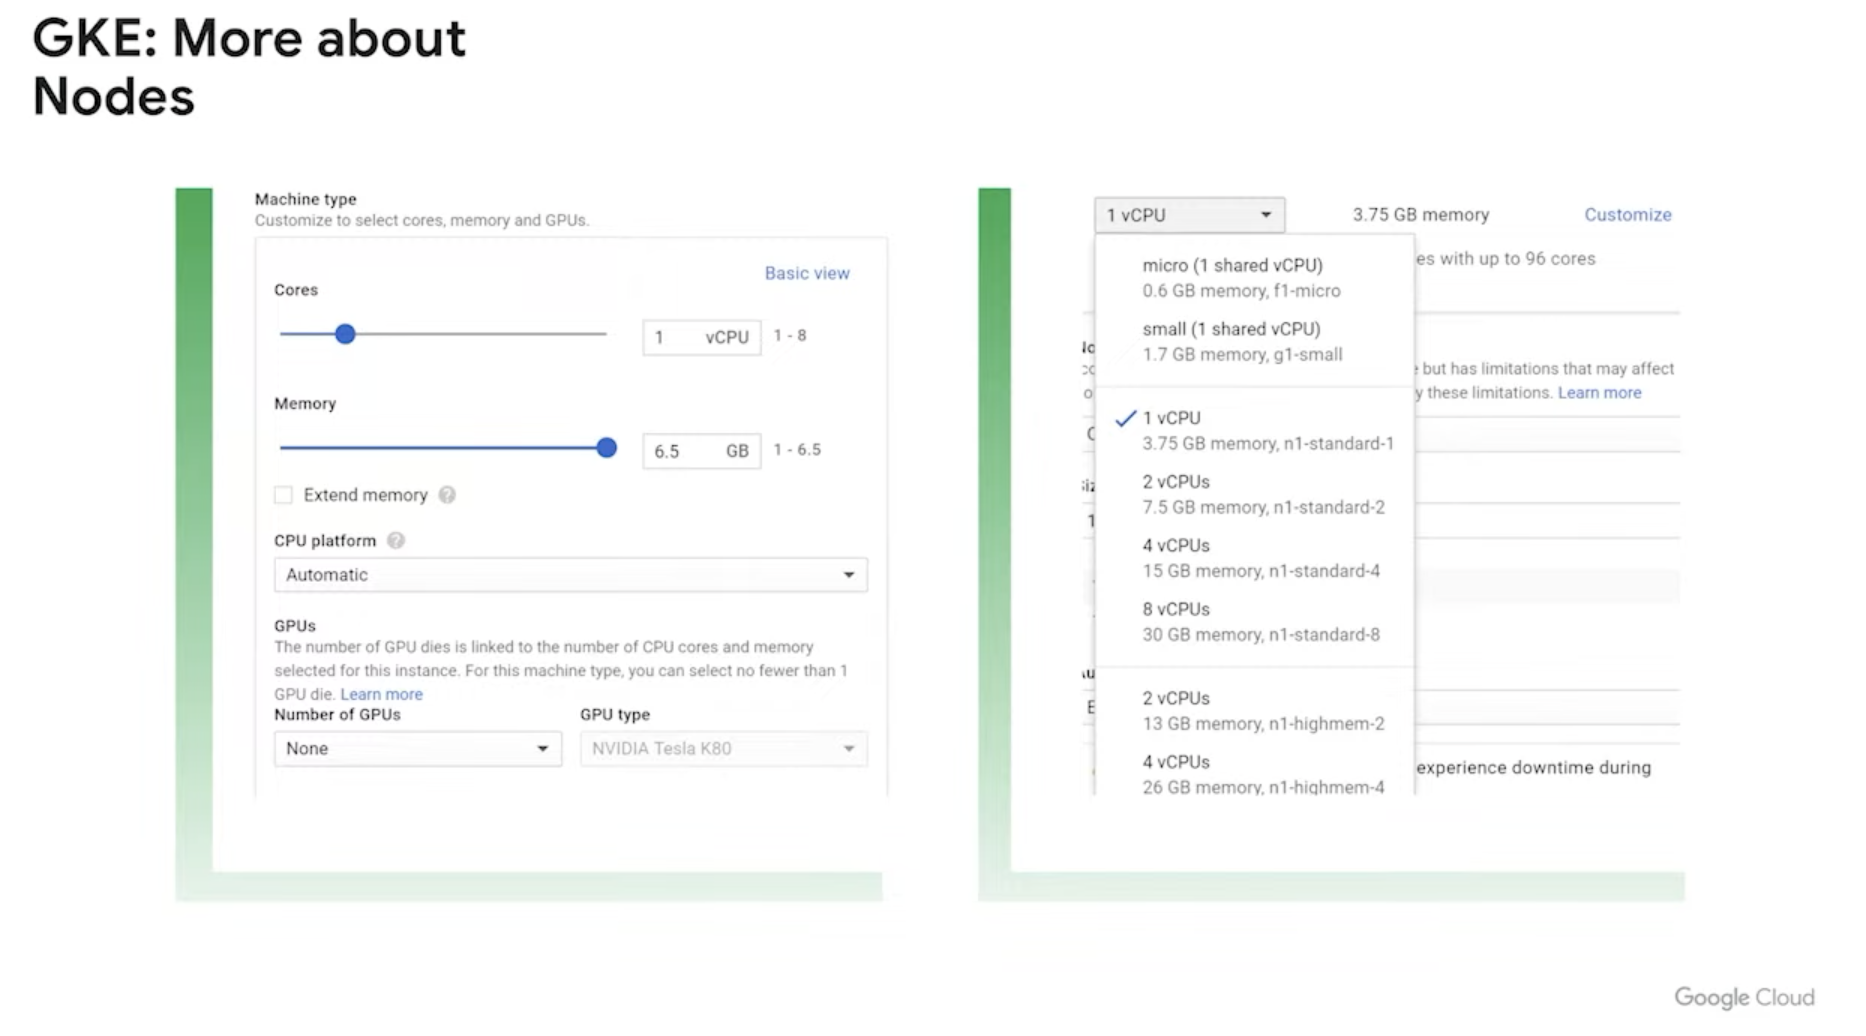 GKE: More about
Nodes
Machine type
Customize to select cores, memory and GPUs.
Basic view
Cores
1 vCPU 1 - 8
Memory
6.5 GB 1 - 6.5
Extend memory ?
CPU platform ?
Automatic
GPUs
The number of GPU dies is linked to the number of CPU cores and memory
selected for this instance. For this machine type, you can select no fewer than 1
GPU die. Learn more
Number of GPUs GPU type
None NVIDIA Tesla K80
1 vCPU 3.75 GB memory Customize
es with up to 96 cores
micro (1 shared vCPU)
0.6 GB memory, f1-micro
small (1 shared vCPU)
1.7 GB memory, g1-small
but has limitations that may affect
y these limitations. Learn more
1 vCPU
3.75 GB memory, n1-standard-1
2 vCPUs
7.5 GB memory, n1-standard-2
4 vCPUs
15 GB memory, n1-standard-4
8 vCPUs
30 GB memory, n1-standard-8
2 vCPUs
13 GB memory, n1-highmem-2
4 vCPUs
26 GB memory, n1-highmem-4
experience downtime during
Google Cloud